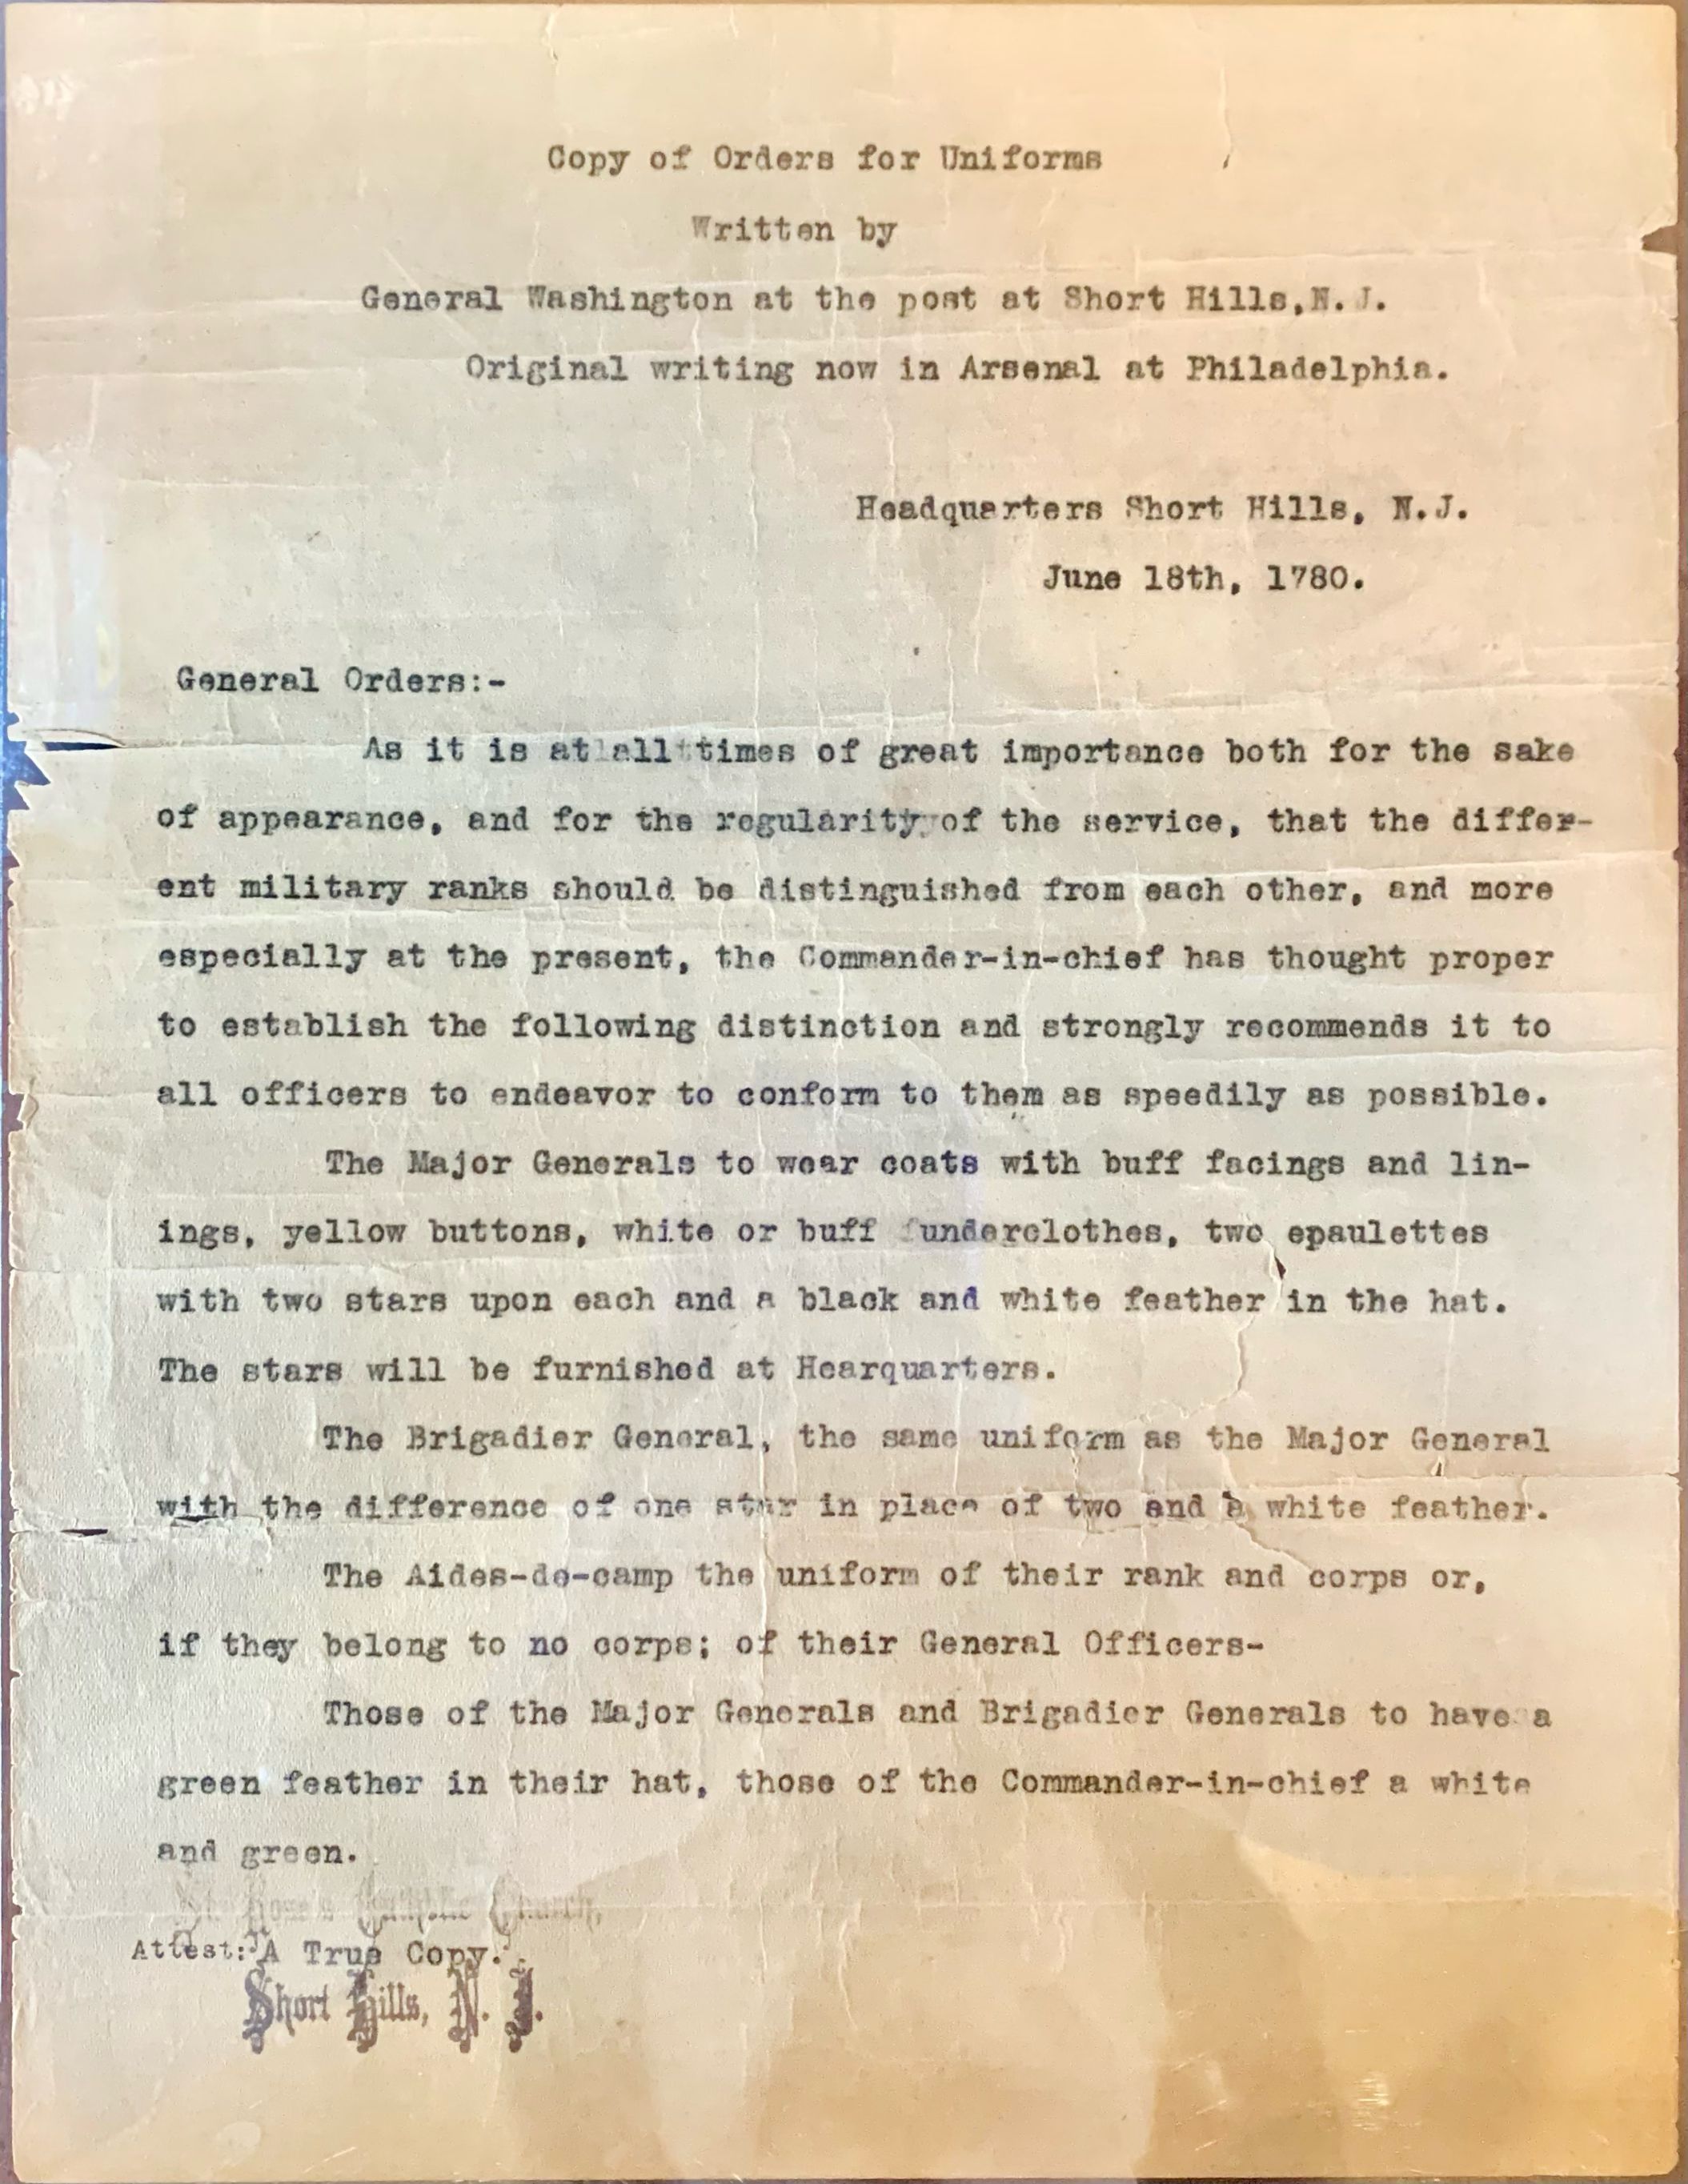 Copy of Orders for Uniforms
Written by
General Washington at the post at Short Hills,N.J.
Original writing now in Arsenal at Philadelphia.
Headquarters Short Hills, N.J.
June 18th, 1780.
General Orders:-
As it is at all times of great importance both for the sake
of appearance, and for the regularity of the service, that the differ-
ent military ranks should be distinguished from each other, and more
especially at the present, the Commander-in-chief has thought proper
to establish the following distinction and strongly recommends it to
all officers to endeavor to conform to them as speedily as possible.
The Major Generals to wear coats with buff facings and lin-
ings, yellow buttons, white or buff underclothes, two epaulettes
with two stars upon each and a black and white feather in the hat.
The stars will be furnished at Hearquarters.
The Brigadier General, the same uniform as the Major General
with the difference of one star in place of two and a white feather.
The Aides-de-camp the uniform of their rank and corps or,
if they belong to no corps; of their General Officers-
Those of the Major Generals and Brigadier Generals to have a
green feather in their hat, those of the Commander-in-chief a white
and green.
St. Rose's Catholic Church,
Attest: A True Copy.
Short Hills, N. J.